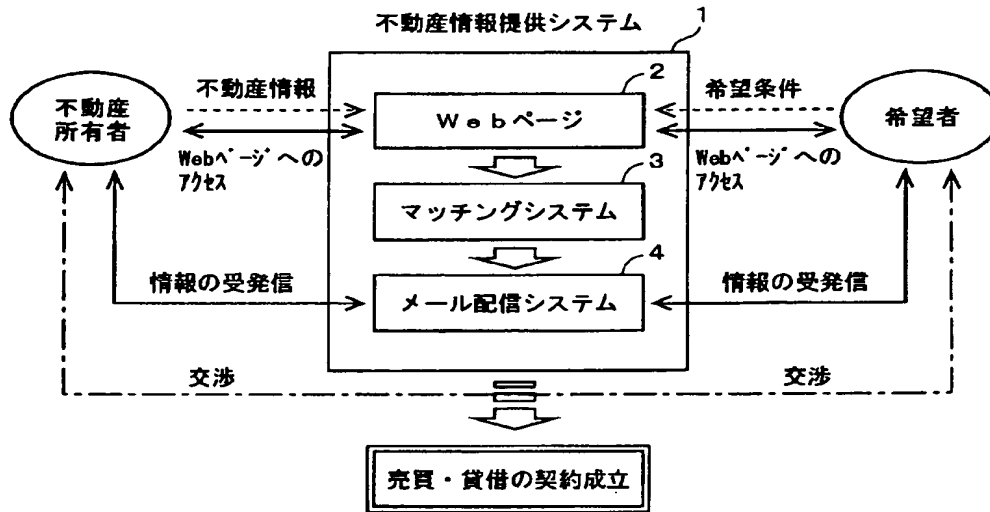 不動産情報提供システム
1
不動産
所有者
不動産情報
Webページへの
アクセス
2
Webページ
希望条件
希望者
Webページへの
アクセス
3
マッチングシステム
4
メール配信システム
情報の受発信
情報の受発信
交渉
交渉
売買・貸借の契約成立